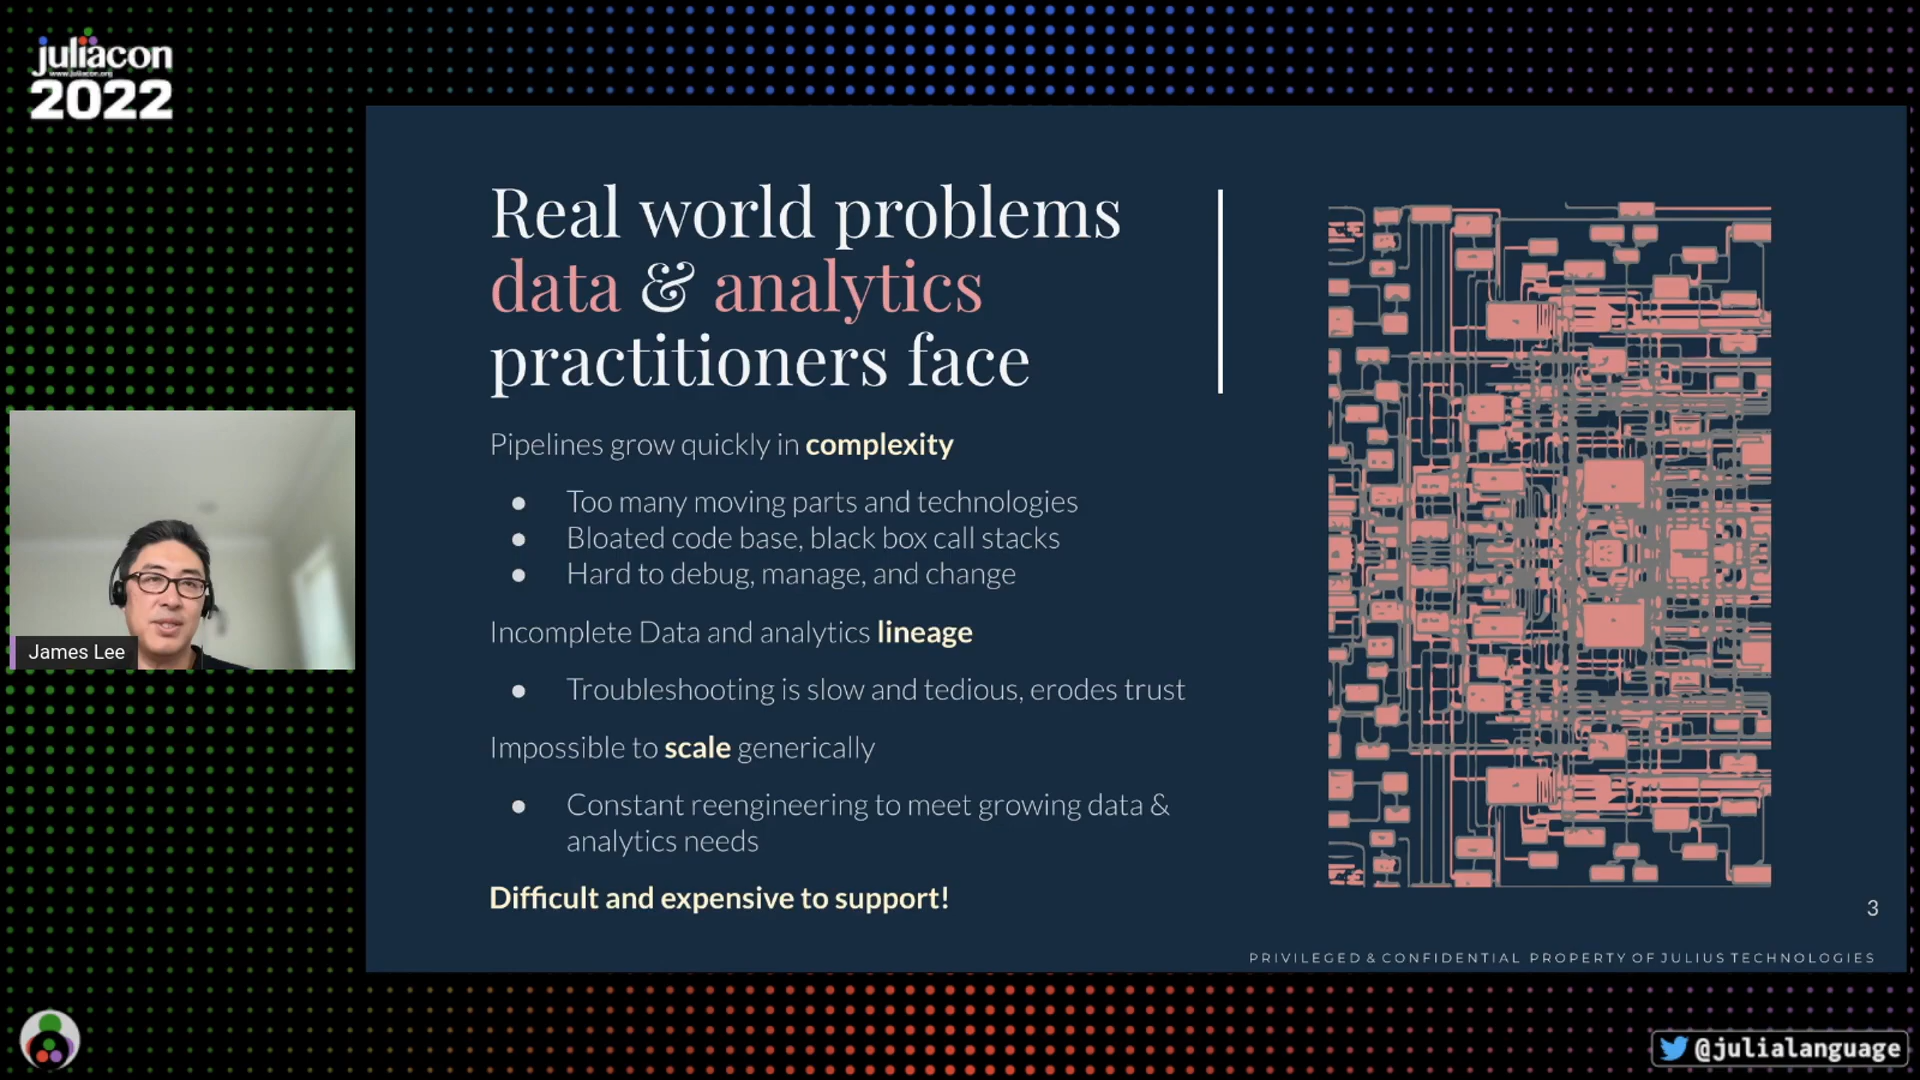 juliacon
www.juliacon.org
2022
Real world problems
data & analytics
practitioners face
Pipelines grow quickly in complexity
● Too many moving parts and technologies
● Bloated code base, black box call stacks
● Hard to debug, manage, and change
Incomplete Data and analytics lineage
● Troubleshooting is slow and tedious, erodes trust
Impossible to scale generically
● Constant reengineering to meet growing data &
analytics needs
Difficult and expensive to support!
3
PRIVILEGED & CONFIDENTIAL PROPERTY OF JULIUS TECHNOLOGIES
James Lee
@julialanguage